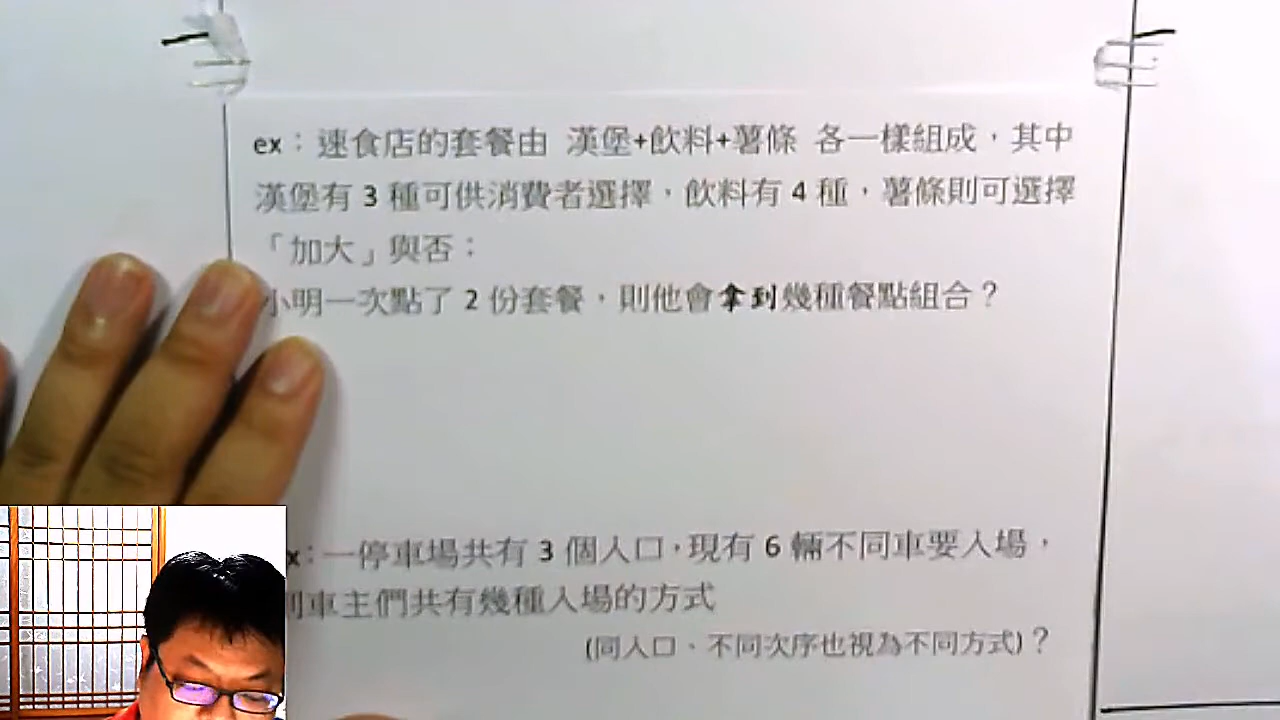 ex：速食店的套餐由 漢堡+飲料+薯條 各一樣組成，其中
漢堡有 3 種可供消費者選擇，飲料有 4 種，薯條則可選擇
「加大」與否：
小明一次點了 2 份套餐，則他會拿到幾種餐點組合？
x：一停車場共有 3 個入口，現有 6 輛不同車要入場，
則車主們共有幾種入場的方式
(同入口、不同次序也視為不同方式)？